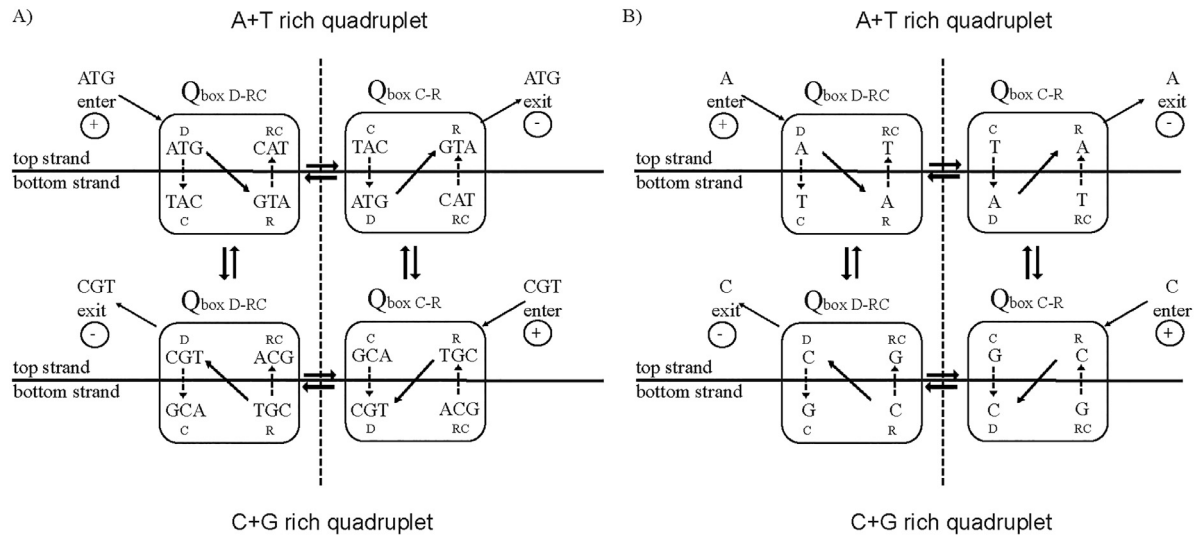 A)
A+T rich quadruplet
ATG
enter
+
Qbox D-RC
Qbox C-R
ATG
exit
-
D
RC
C
R
ATG
CAT
TAC
GTA
top strand
bottom strand
TAC
GTA
ATG
CAT
C
R
D
RC
CGT
exit
-
Qbox D-RC
Qbox C-R
CGT
enter
+
D
RC
C
R
CGT
ACG
GCA
TGC
top strand
bottom strand
GCA
TGC
CGT
ACG
C
R
D
RC
C+G rich quadruplet
B)
A+T rich quadruplet
A
enter
+
Qbox D-RC
Qbox C-R
A
exit
-
D
RC
C
R
A
T
T
A
top strand
bottom strand
T
A
A
T
C
R
D
RC
C
exit
-
Qbox D-RC
Qbox C-R
C
enter
+
D
RC
C
R
C
G
G
C
top strand
bottom strand
G
C
C
G
C
R
D
RC
C+G rich quadruplet